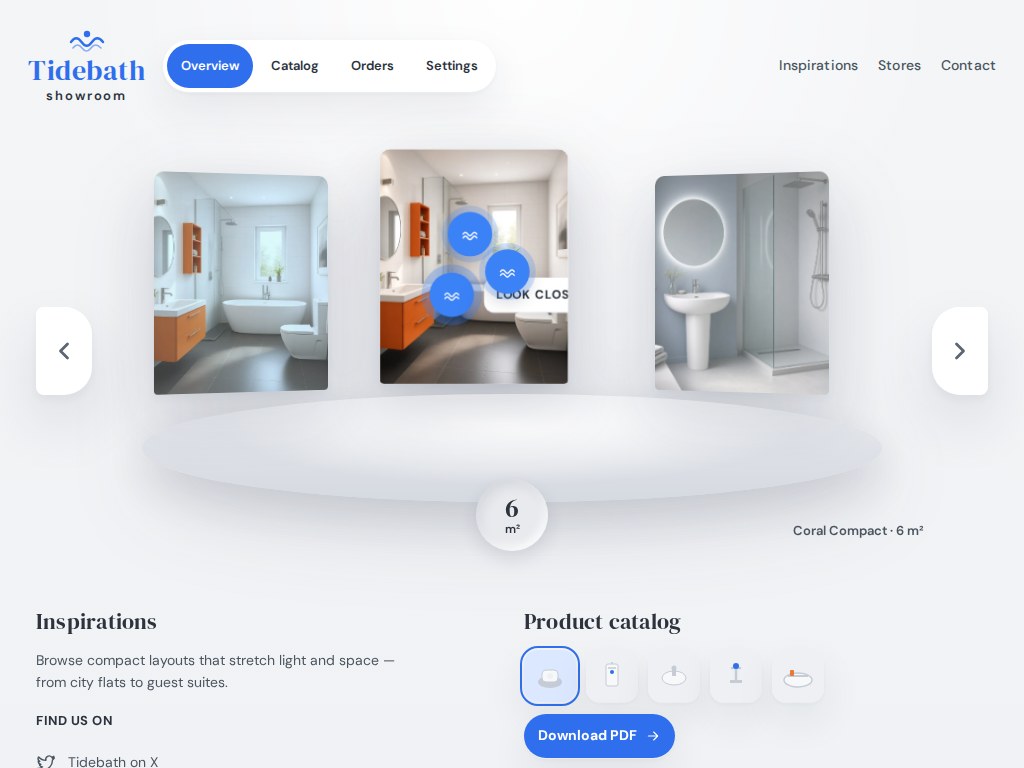 Tidebath
showroom
Overview
Catalog
Orders
Settings
Inspirations
Stores
Contact
LOOK CLOS
6
m²
Coral Compact · 6 m²
Inspirations
Browse compact layouts that stretch light and space —
from city flats to guest suites.
FIND US ON
Tidebath on X
Product catalog
Download PDF →